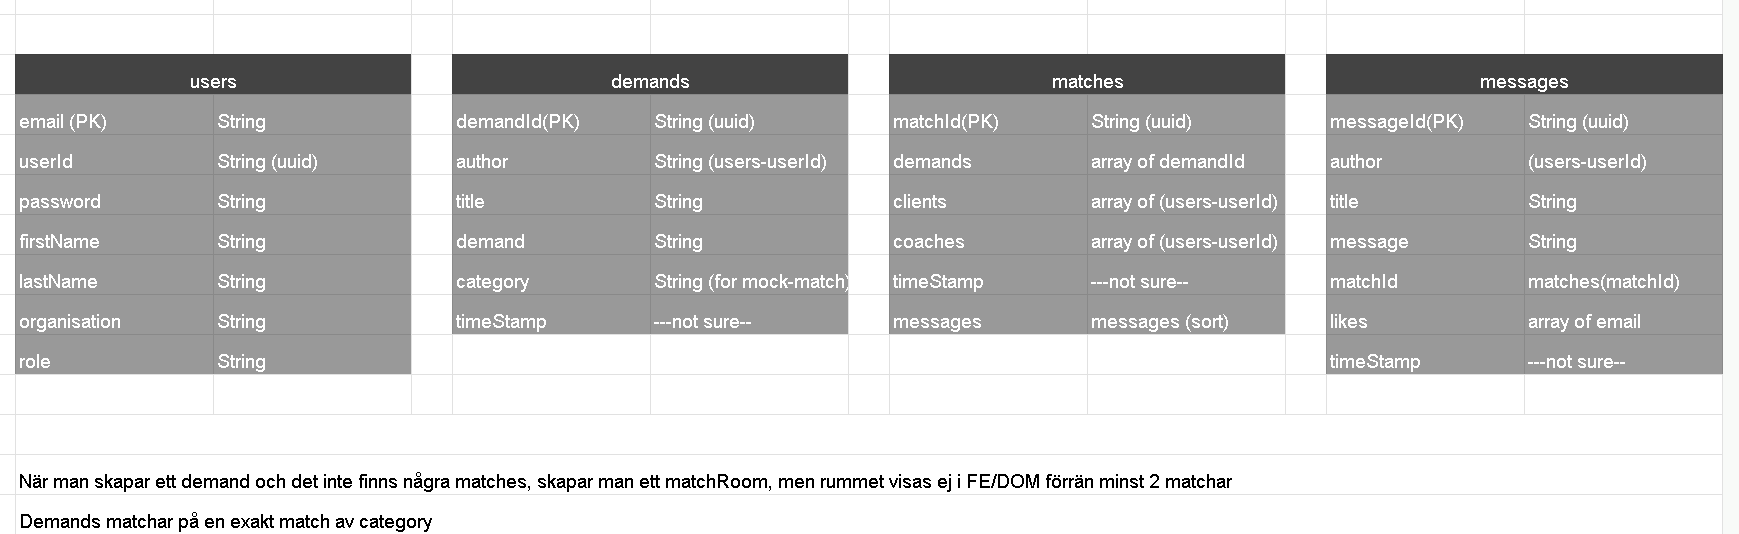 users demands matches messages
email (PK) String demandId(PK) String (uuid) matchId(PK) String (uuid) messageId(PK) String (uuid)
userId String (uuid) author String (users-userId) demands array of demandId author (users-userId)
password String title String clients array of (users-userId) title String
firstName String demand String coaches array of (users-userId) message String
lastName String category String (for mock-match) timeStamp ---not sure-- matchId matches(matchId)
organisation String timeStamp ---not sure-- messages messages (sort) likes array of email
role String timeStamp ---not sure--
När man skapar ett demand och det inte finns några matches, skapar man ett matchRoom, men rummet visas ej i FE/DOM förrän minst 2 matchar
Demands matchar på en exakt match av category